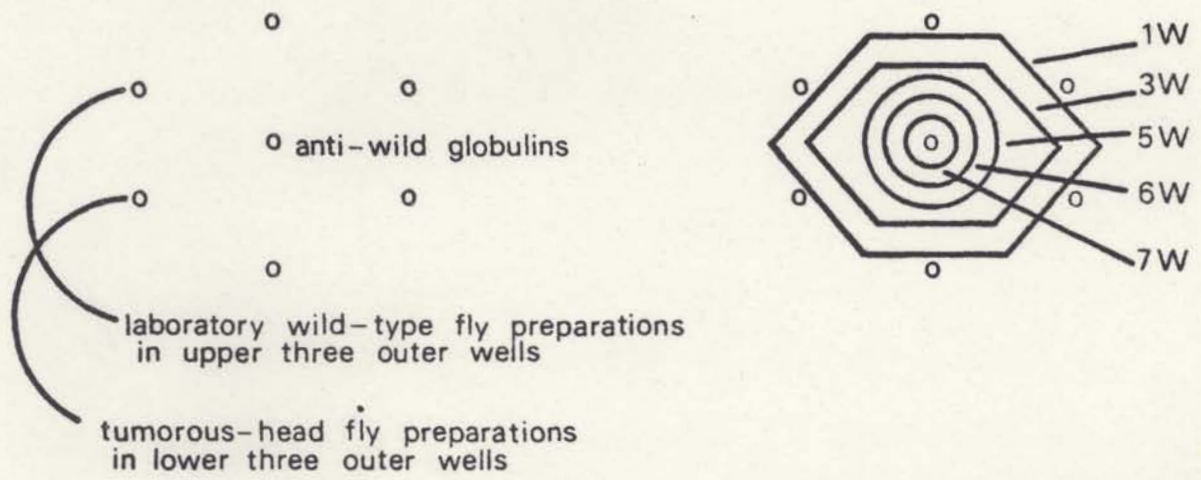 anti-wild globulins
laboratory wild-type fly preparations
in upper three outer wells
tumorous-head fly preparations
in lower three outer wells
1W
3W
5W
6W
7W